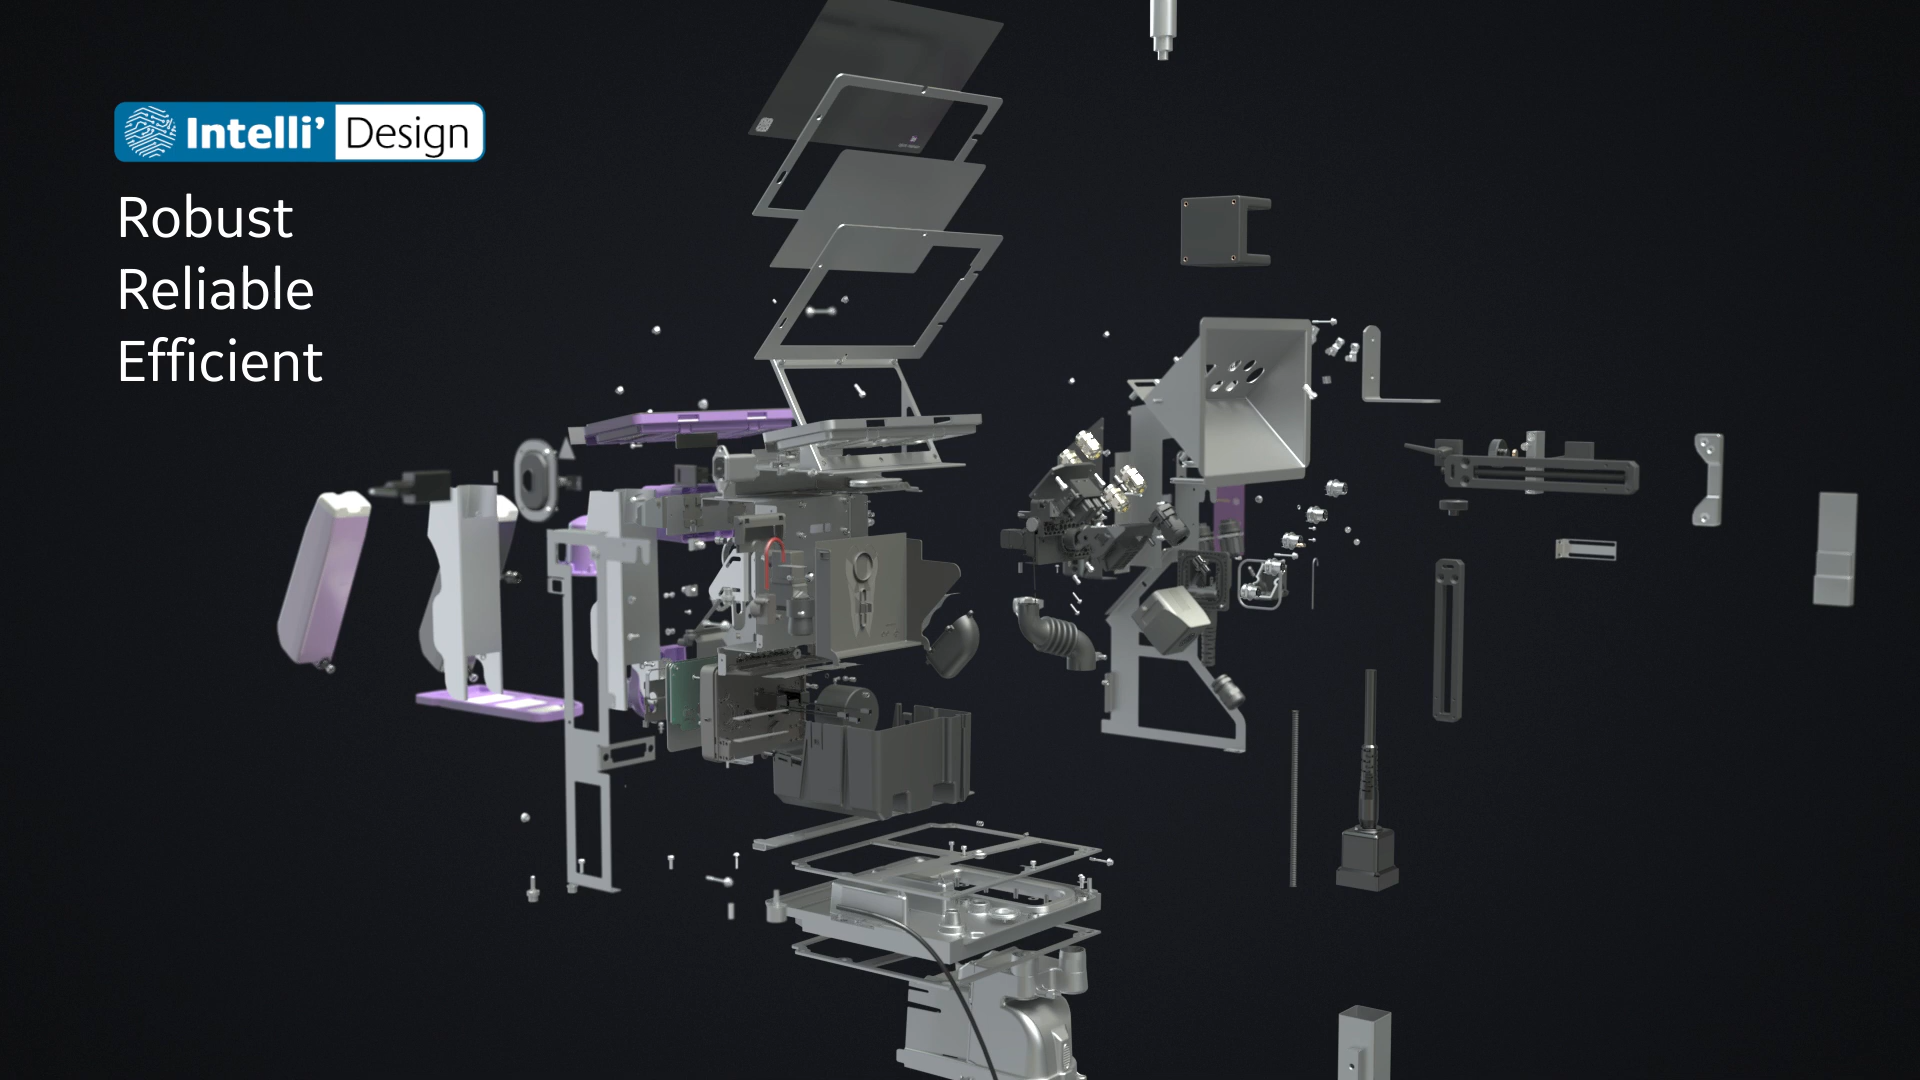 Intelli’ Design
Robust
Reliable
Efficient